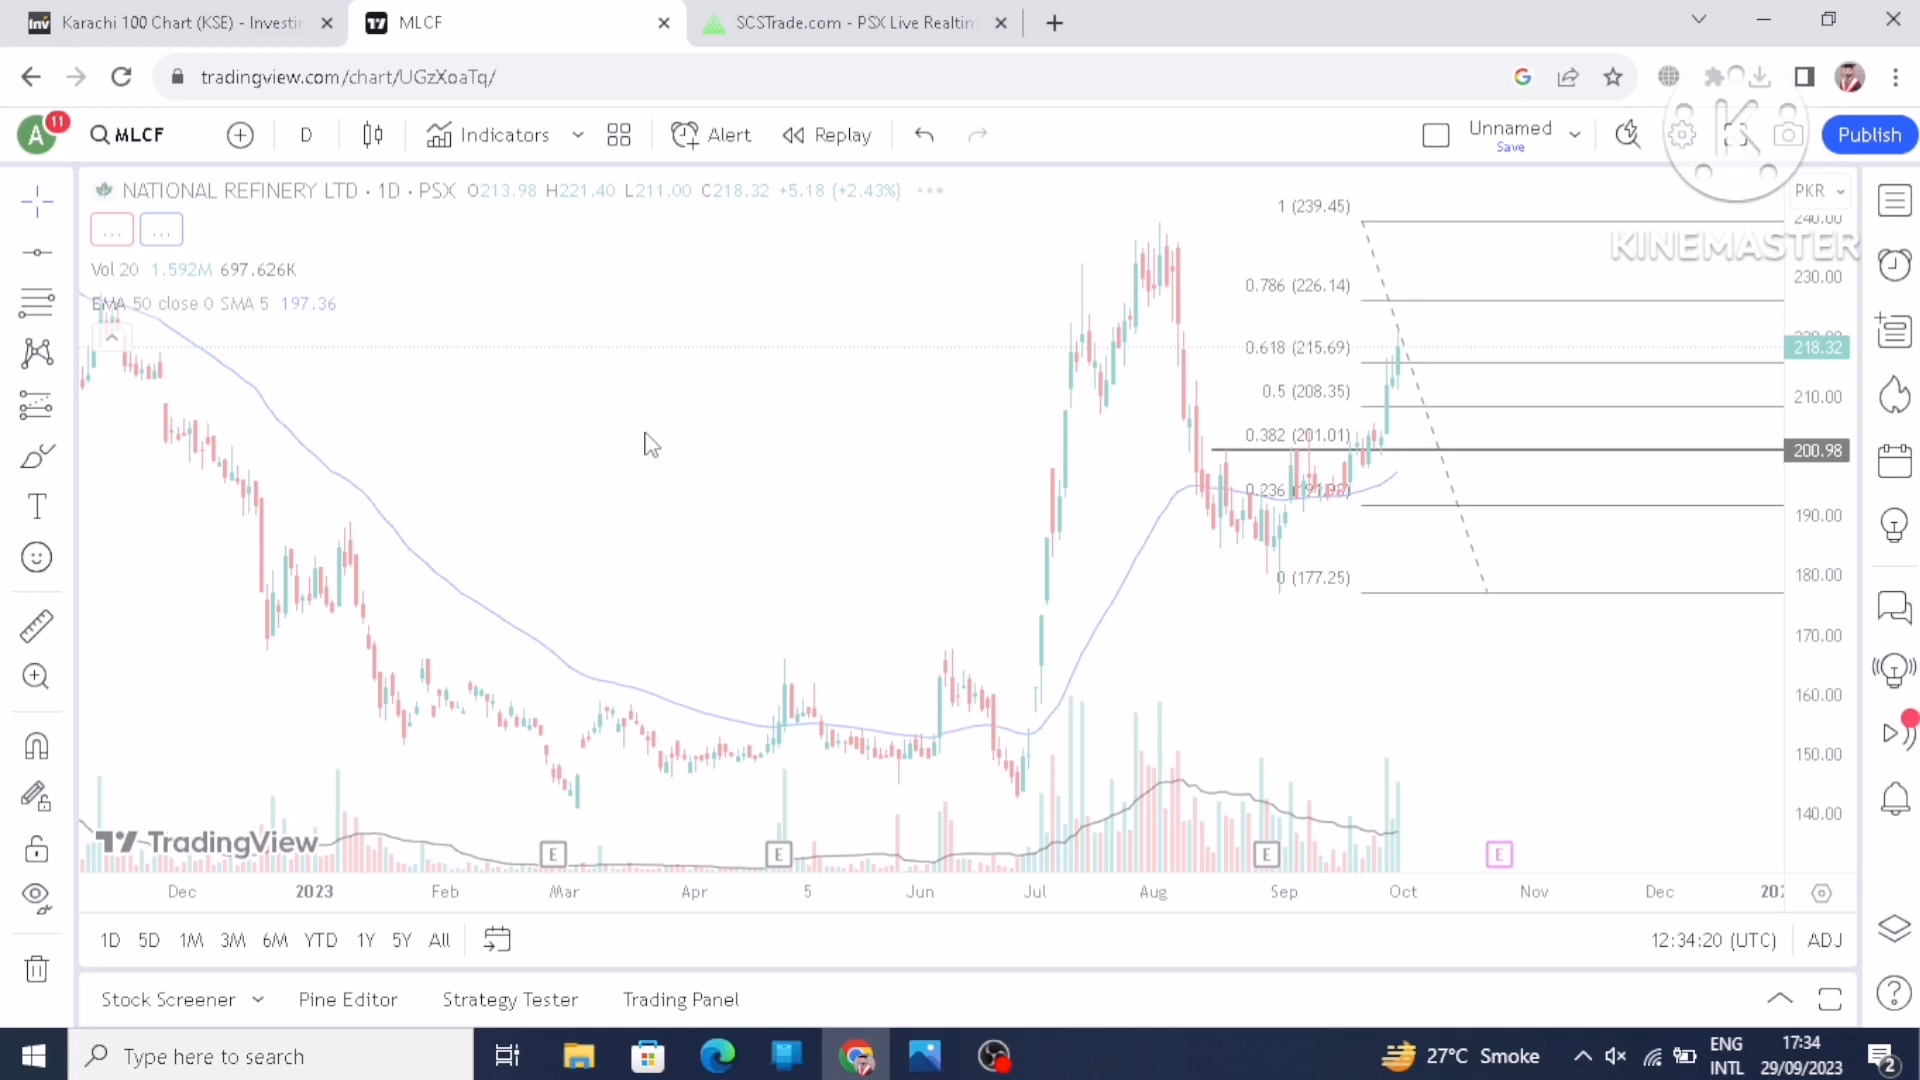 Karachi 100 Chart (KSE) - Investi
MLCF
SCSTrade.com - PSX Live Realtim
tradingview.com/chart/UGzXoaTq/
A 11
MLCF
D
Indicators
Alert
Replay
Unnamed
Save
Publish
NATIONAL REFINERY LTD · 1D · PSX O213.98 H221.40 L211.00 C218.32 +5.18 (+2.43%)
PKR
Vol 20 1.592M 697.626K
EMA 50 close 0 SMA 5 197.36
KINEMASTER
1 (239.45)
0.786 (226.14)
0.618 (215.69)
0.5 (208.35)
0.382 (201.01)
0.236
0 (177.25)
240.00
230.00
218.32
210.00
200.98
190.00
180.00
170.00
160.00
150.00
140.00
TradingView
E E E E
Dec 2023 Feb Mar Apr 5 Jun Jul Aug Sep Oct Nov Dec
1D 5D 1M 3M 6M YTD 1Y 5Y All
12:34:20 (UTC) ADJ
Stock Screener Pine Editor Strategy Tester Trading Panel
Type here to search
27°C Smoke
ENG
INTL
17:34
29/09/2023
2